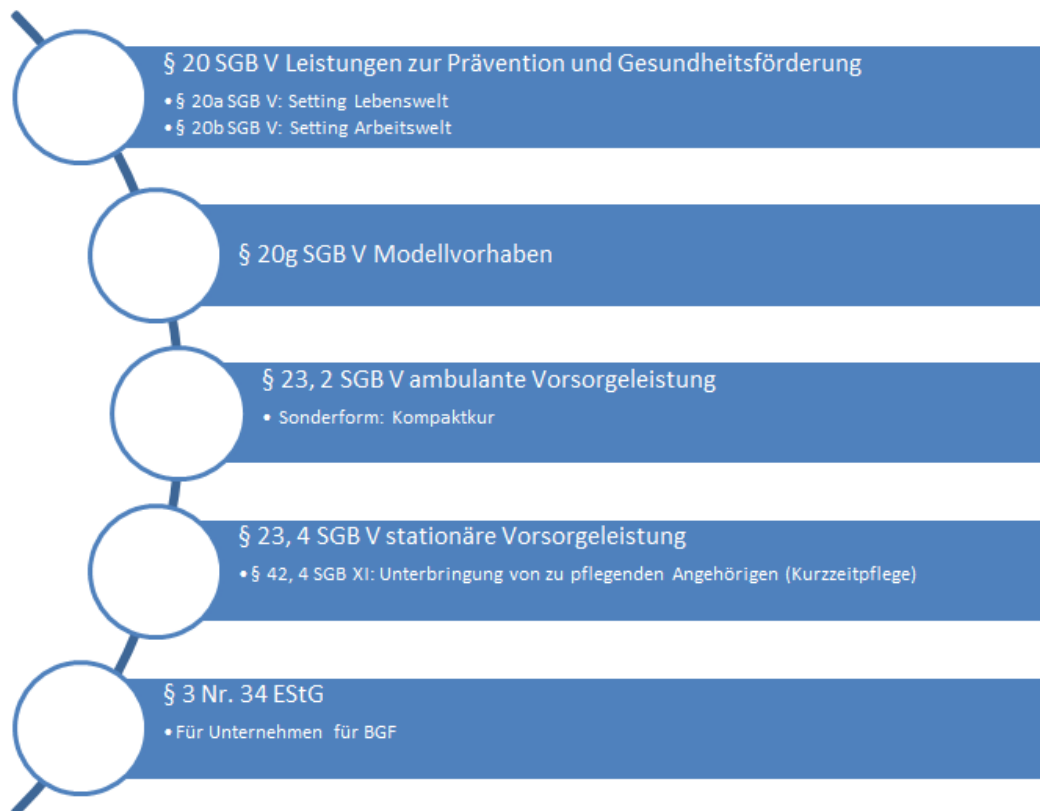 § 20 SGB V Leistungen zur Prävention und Gesundheitsförderung
• § 20a SGB V: Setting Lebenswelt
• § 20b SGB V: Setting Arbeitswelt
§ 20g SGB V Modellvorhaben
§ 23, 2 SGB V ambulante Vorsorgeleistung
• Sonderform: Kompaktkur
§ 23, 4 SGB V stationäre Vorsorgeleistung
• § 42, 4 SGB XI: Unterbringung von zu pflegenden Angehörigen (Kurzzeitpflege)
§ 3 Nr. 34 EStG
• Für Unternehmen für BGF